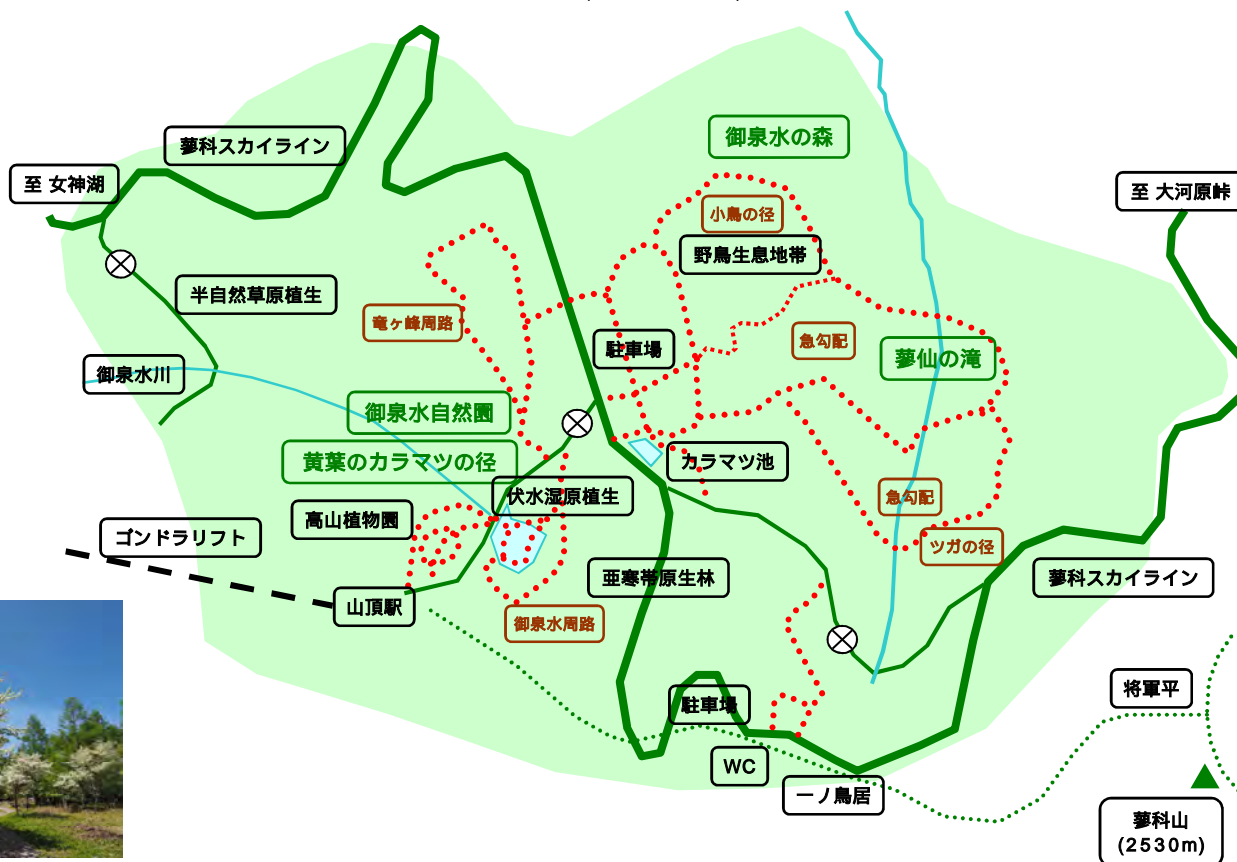 御泉水の森
蓼科スカイライン
至 女神湖
至 大河原峠
小鳥の径
野鳥生息地帯
半自然草原植生
竜ヶ峰周路
急勾配
駐車場
蓼仙の滝
御泉水川
御泉水自然園
黄葉のカラマツの径
カラマツ池
伏水湿原植生
急勾配
高山植物園
ゴンドラリフト
ツガの径
亜寒帯原生林
蓼科スカイライン
山頂駅
御泉水周路
将軍平
駐車場
WC
一ノ鳥居
蓼科山
(2530m)